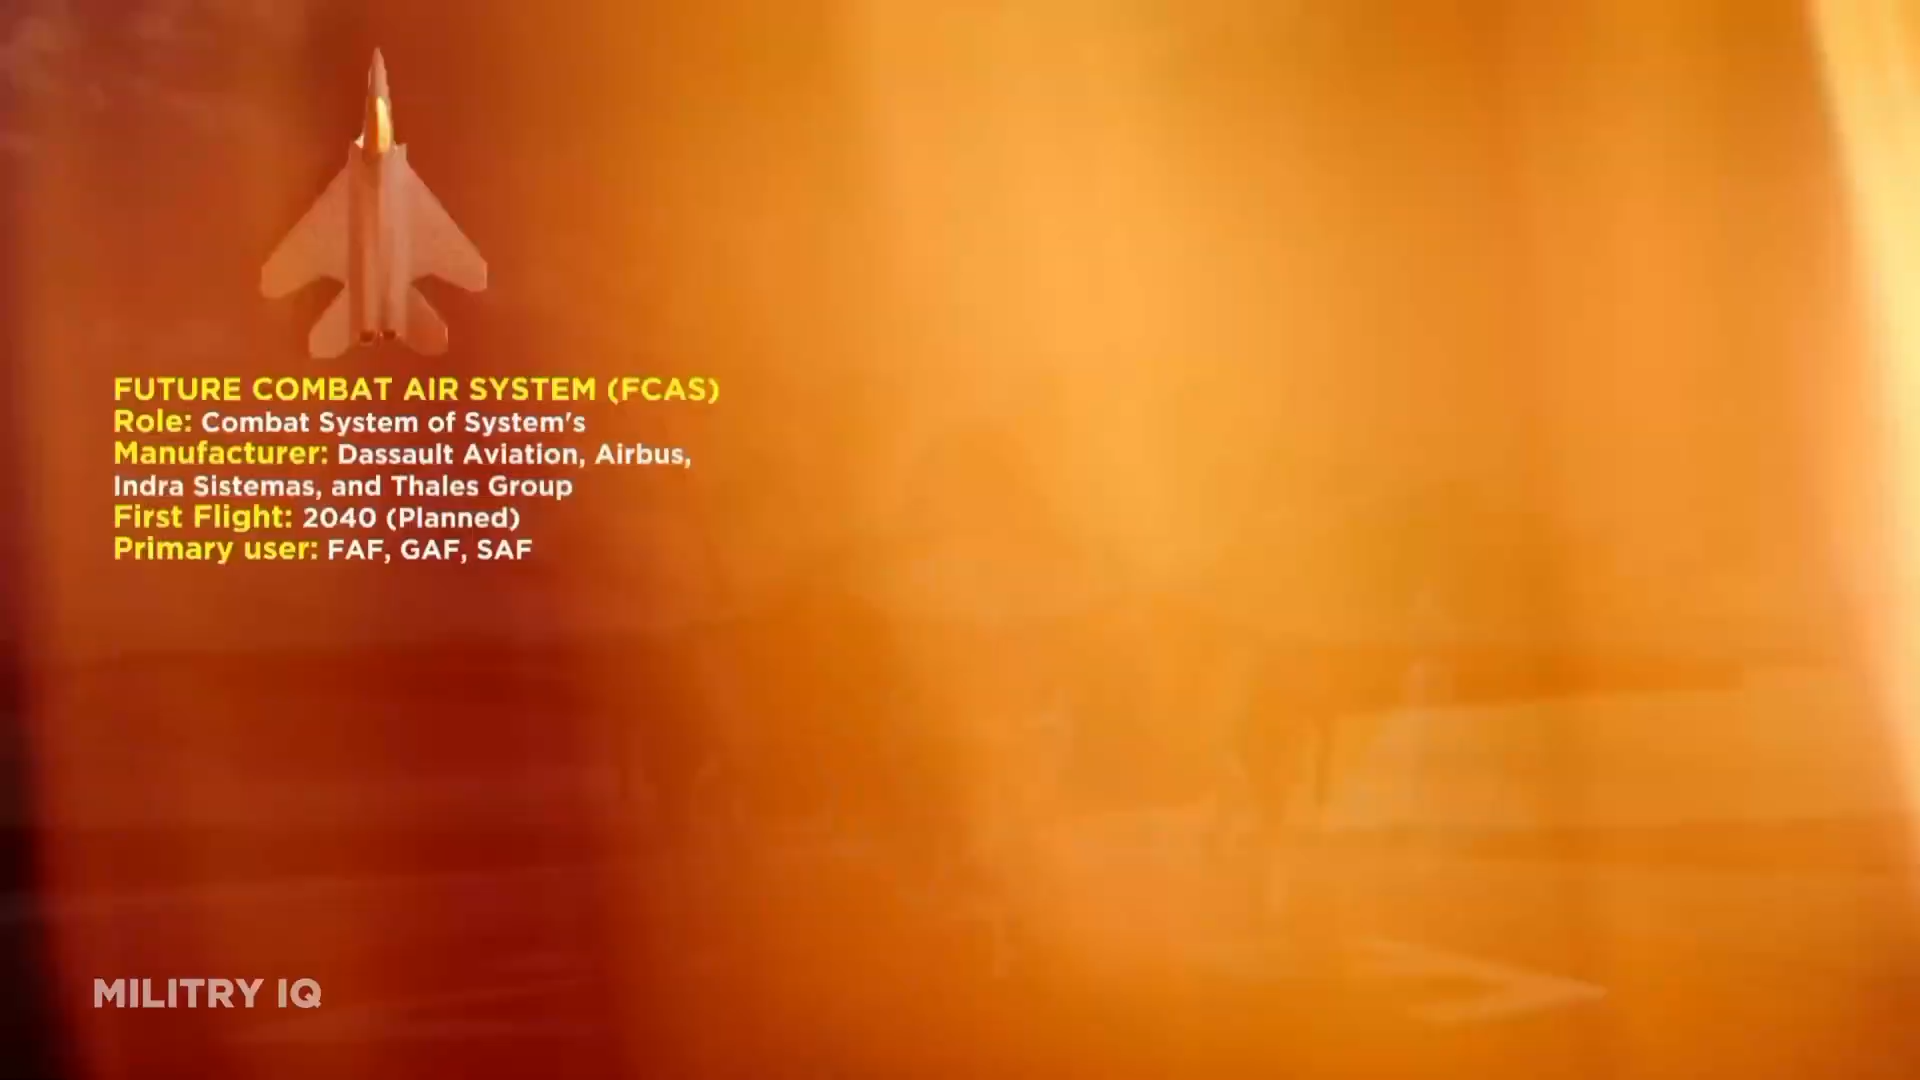 FUTURE COMBAT AIR SYSTEM (FCAS)
Role: Combat System of System's
Manufacturer: Dassault Aviation, Airbus,
Indra Sistemas, and Thales Group
First Flight: 2040 (Planned)
Primary user: FAF, GAF, SAF
MILITRY IQ